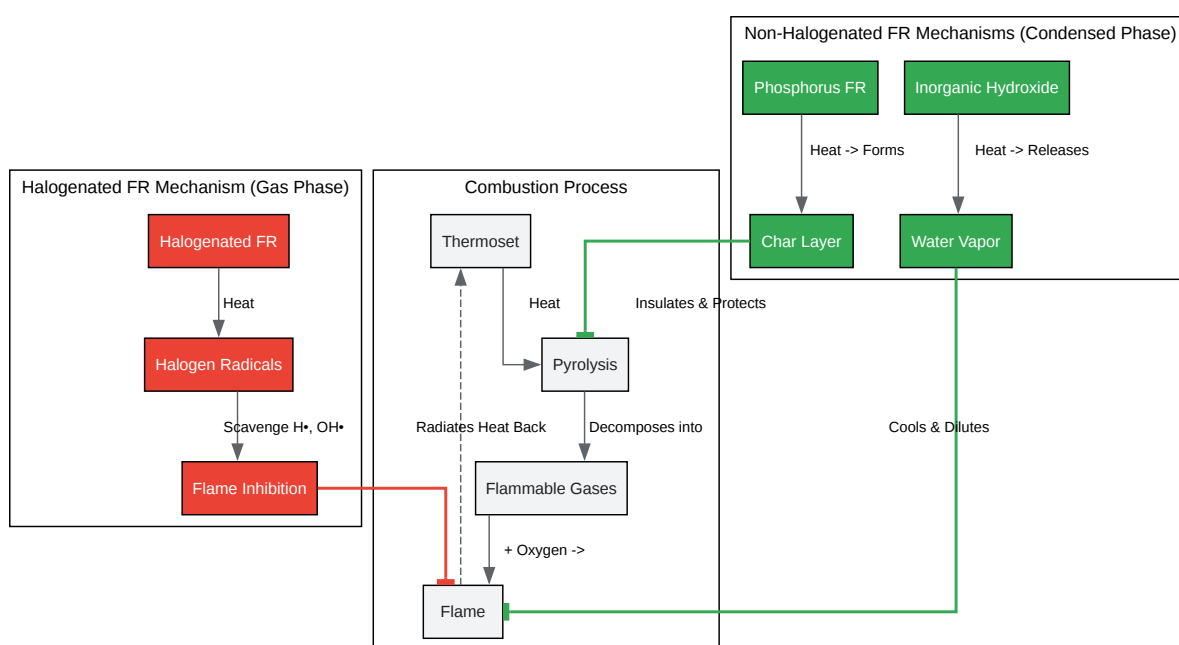 Non-Halogenated FR Mechanisms (Condensed Phase)
Phosphorus FR
Inorganic Hydroxide
Heat -> Forms
Heat -> Releases
Char Layer
Water Vapor
Halogenated FR Mechanism (Gas Phase)
Halogenated FR
Heat
Halogen Radicals
Scavenge H•, OH•
Flame Inhibition
Combustion Process
Thermoset
Heat
Insulates & Protects
Pyrolysis
Radiates Heat Back
Decomposes into
Cools & Dilutes
Flammable Gases
+ Oxygen ->
Flame